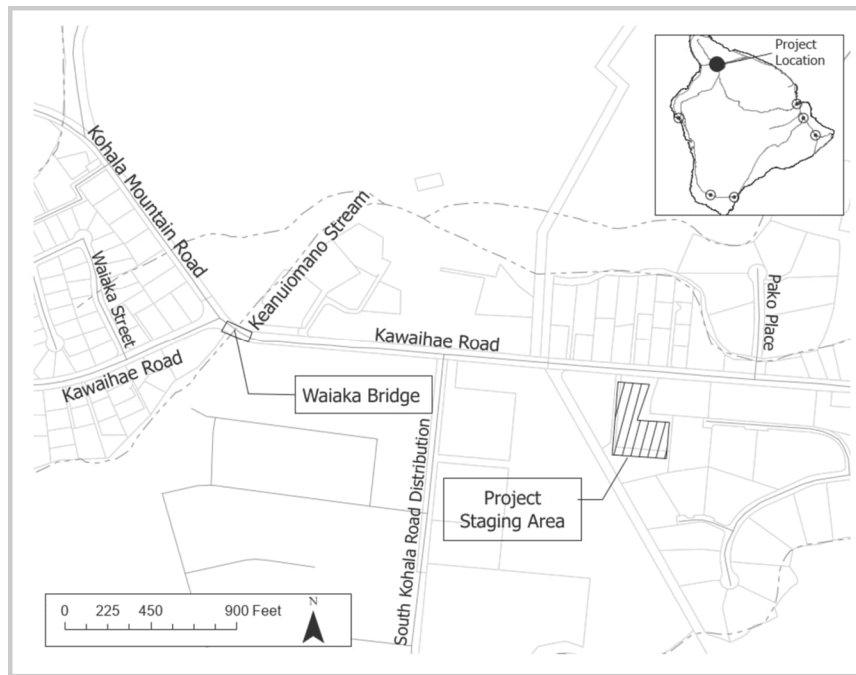 Project
Location
Kohala Mountain Road
Keanuiomano Stream
Waiaka Street
Pako Place
Kawaihae Road
Kawaihae Road
Waiaka Bridge
South Kohala Road Distribution
Project
Staging Area
0 225 450 900 Feet
N